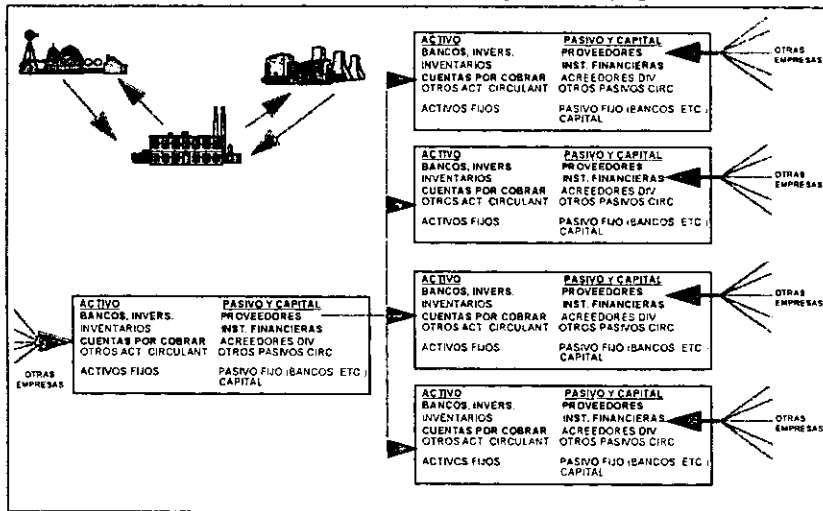 ACTIVO PASIVO Y CAPITAL
BANCOS, INVERS. PROVEEDORES
INVENTARIOS INST. FINANCIERAS
CUENTAS POR COBRAR ACREEDORES DIV
OTROS ACT CIRCULANT OTROS PASIVOS CIRC
ACTIVOS FIJOS PASIVO FIJO (BANCOS ETC)
CAPITAL
OTRAS
EMPRESAS
ACTIVO PASIVO Y CAPITAL
BANCOS, INVERS. PROVEEDORES
INVENTARIOS INST. FINANCIERAS
CUENTAS POR COBRAR ACREEDORES DIV
OTROS ACT CIRCULANT OTROS PASIVOS CIRC
ACTIVOS FIJOS PASIVO FIJO (BANCOS ETC)
CAPITAL
OTRAS
EMPRESAS
ACTIVO PASIVO Y CAPITAL
BANCOS, INVERS. PROVEEDORES
INVENTARIOS INST. FINANCIERAS
CUENTAS POR COBRAR ACREEDORES DIV
OTROS ACT CIRCULANT OTROS PASIVOS CIRC
ACTIVOS FIJOS PASIVO FIJO (BANCOS ETC)
CAPITAL
OTRAS
EMPRESAS
ACTIVO PASIVO Y CAPITAL
BANCOS, INVERS. PROVEEDORES
INVENTARIOS INST. FINANCIERAS
CUENTAS POR COBRAR ACREEDORES DIV
OTROS ACT CIRCULANT OTROS PASIVOS CIRC
ACTIVOS FIJOS PASIVO FIJO (BANCOS ETC)
CAPITAL
OTRAS
EMPRESAS
ACTIVO PASIVO Y CAPITAL
BANCOS, INVERS. PROVEEDORES
INVENTARIOS INST. FINANCIERAS
CUENTAS POR COBRAR ACREEDORES DIV
OTROS ACT CIRCULANT OTROS PASIVOS CIRC
ACTIVOS FIJOS PASIVO FIJO (BANCOS ETC)
CAPITAL
OTRAS
EMPRESAS